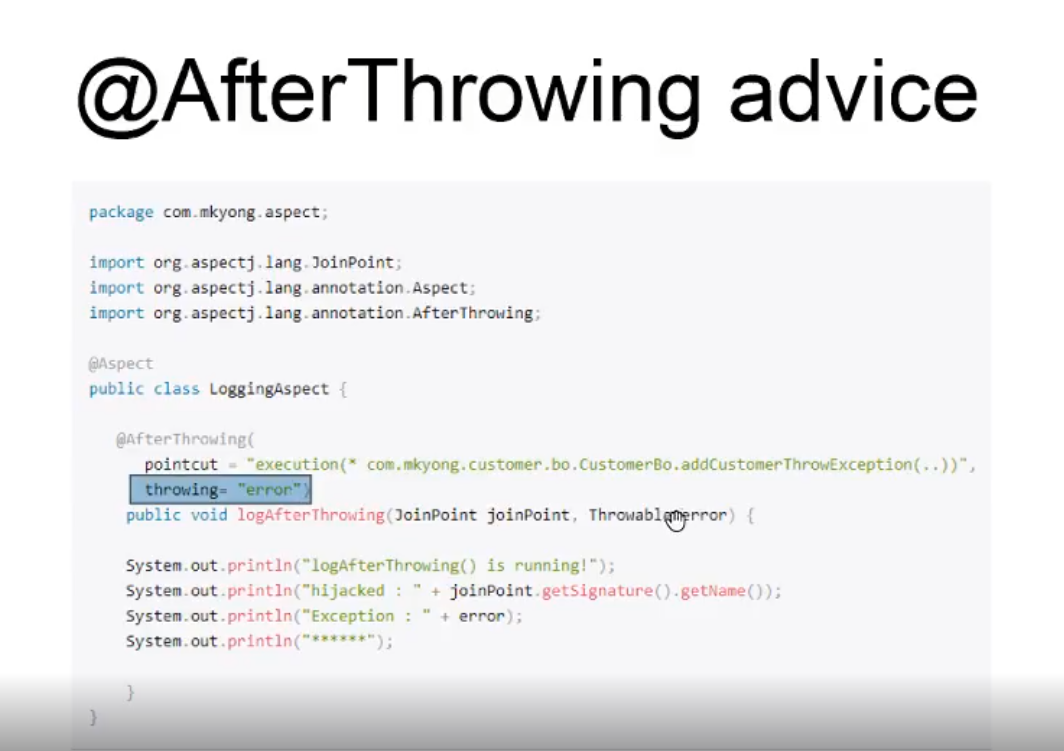 @AfterThrowing advice
package com.mkyong.aspect;
import org.aspectj.lang.JoinPoint;
import org.aspectj.lang.annotation.Aspect;
import org.aspectj.lang.annotation.AfterThrowing;
@Aspect
public class LoggingAspect {
@AfterThrowing(
pointcut = "execution(* com.mkyong.customer.bo.CustomerBo.addCustomerThrowException(..))",
throwing= "error")
public void logAfterThrowing(JoinPoint joinPoint, Throwable error) {
System.out.println("logAfterThrowing() is running!");
System.out.println("hijacked : " + joinPoint.getSignature().getName());
System.out.println("Exception : " + error);
System.out.println("******");
}
}